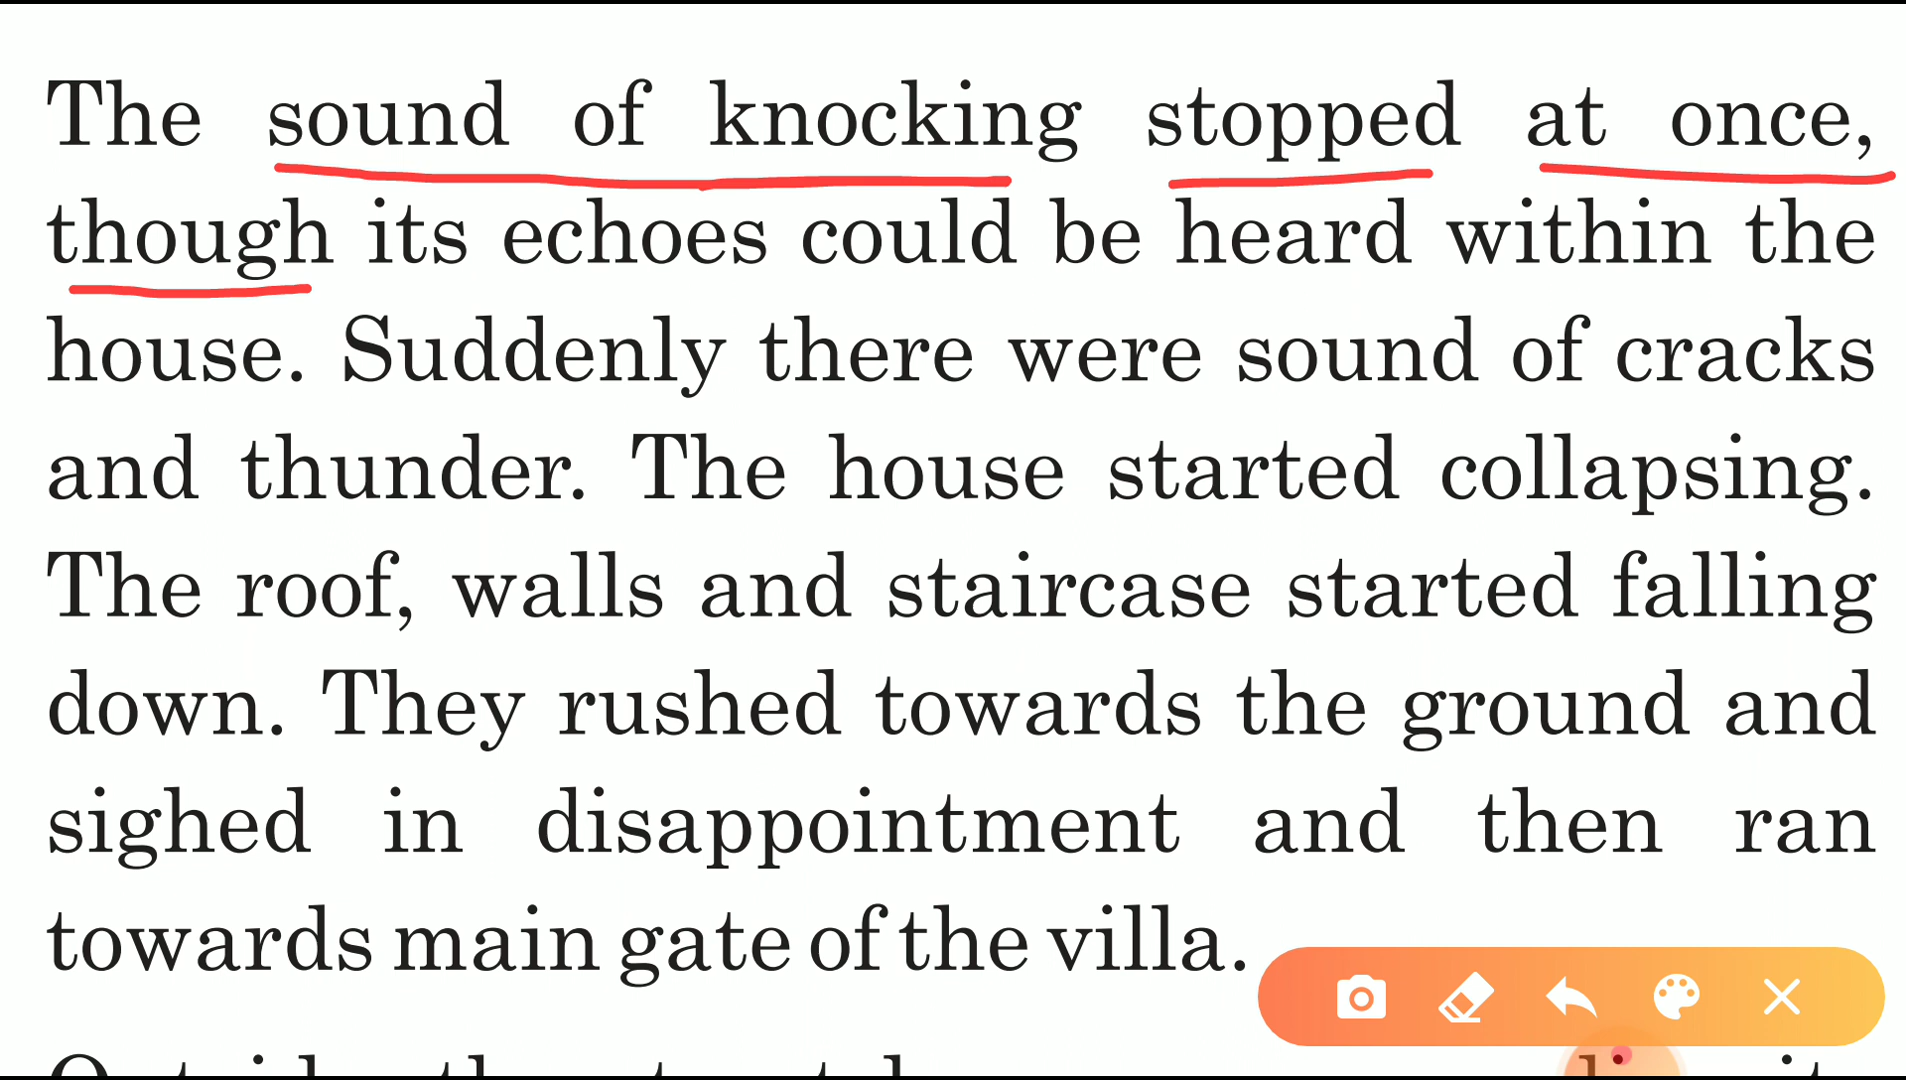 The sound of knocking stopped at once,
though its echoes could be heard within the
house. Suddenly there were sound of cracks
and thunder. The house started collapsing.
The roof, walls and staircase started falling
down. They rushed towards the ground and
sighed in disappointment and then ran
towards main gate of the villa.